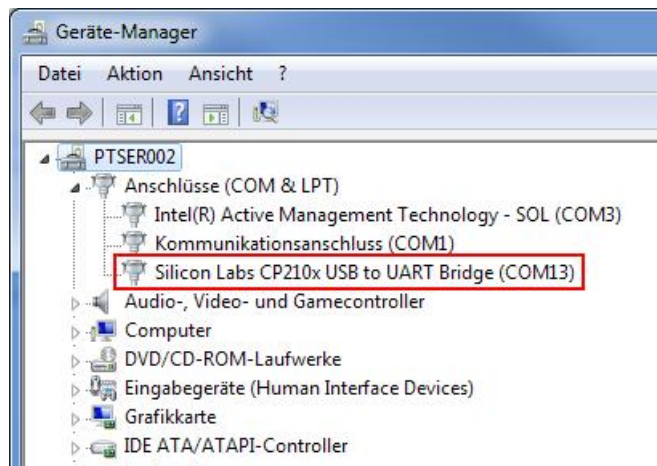 Geräte-Manager
Datei Aktion Ansicht ?
PTSER002
Anschlüsse (COM & LPT)
Intel(R) Active Management Technology - SOL (COM3)
Kommunikationsanschluss (COM1)
Silicon Labs CP210x USB to UART Bridge (COM13)
Audio-, Video- und Gamecontroller
Computer
DVD/CD-ROM-Laufwerke
Eingabegeräte (Human Interface Devices)
Grafikkarte
IDE ATA/ATAPI-Controller